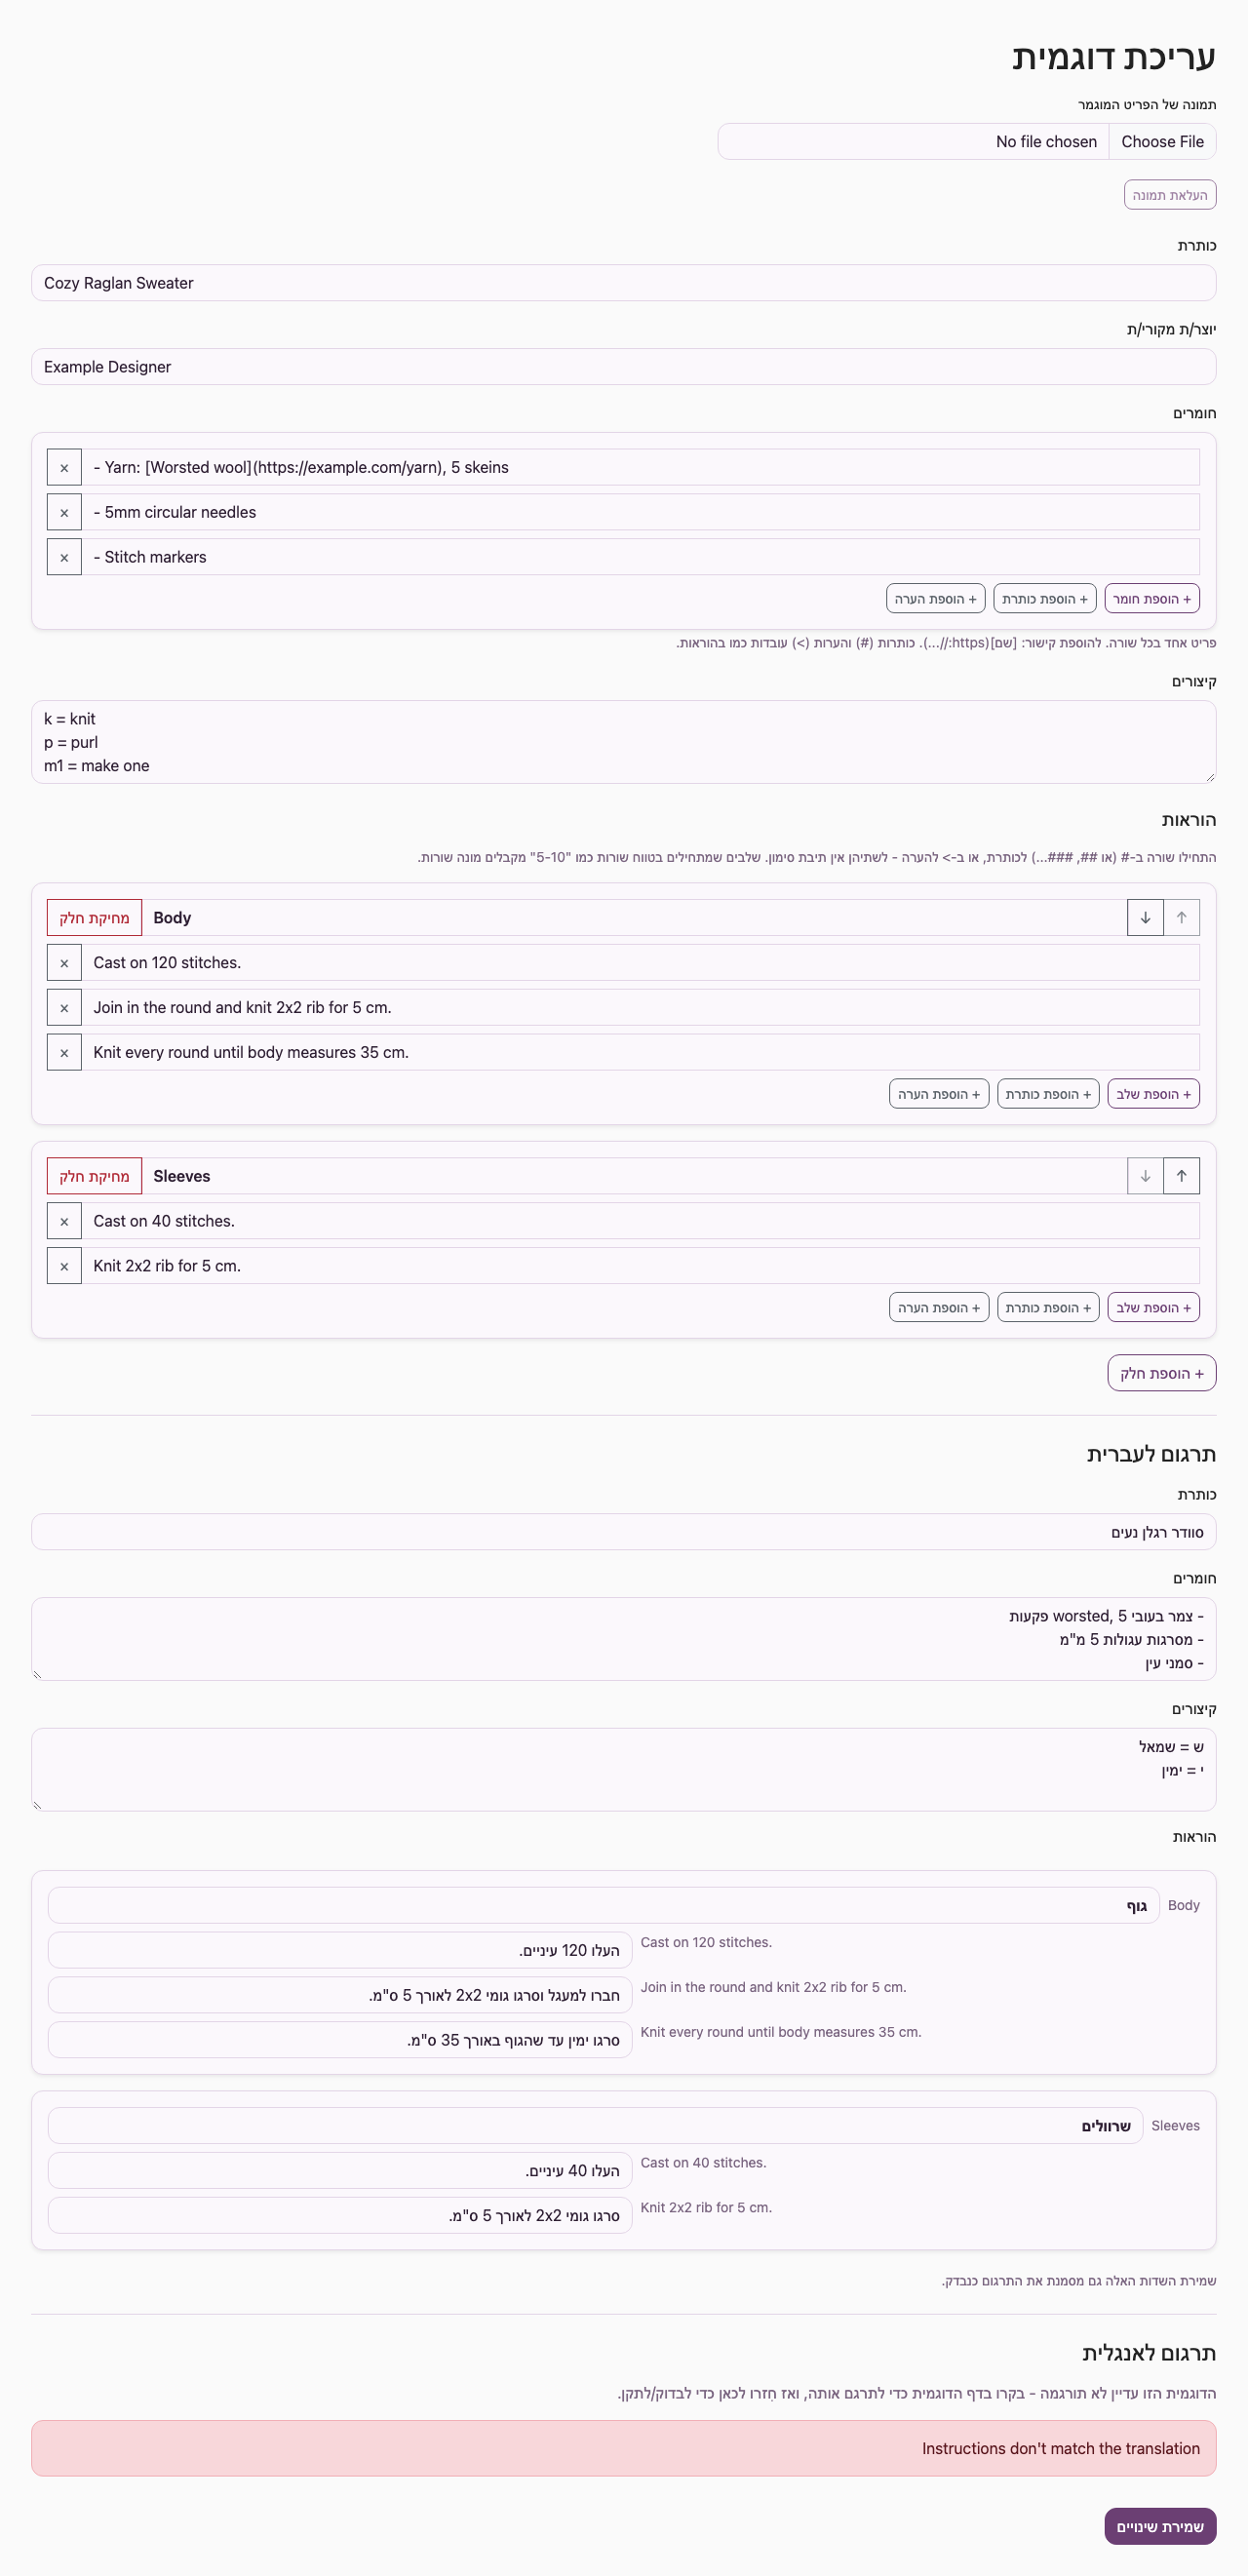 עריכת דוגמית
תמונה של הפריט המוגמר
Choose File No file chosen
העלאת תמונה
כותרת
Cozy Raglan Sweater
יוצר/ת מקורי/ת
Example Designer
חומרים
× - Yarn: [Worsted wool](https://example.com/yarn), 5 skeins
× - 5mm circular needles
× - Stitch markers
+ הוספת חומר + הוספת כותרת + הוספת הערה
פריט אחד בכל שורה. להוספת קישור: [שם](https://...). כותרות (#) והערות (>) עובדות כמו בהוראות.
קיצורים
k = knit
p = purl
m1 = make one
הוראות
התחילו שורה ב-# (או ##, ###...) לכותרת, או ב-> להערה - לשתיהן אין תיבת סימון. שלבים שמתחילים בטווח שורות כמו "5-10" מקבלים מונה שורות.
↑ ↓ Body מחיקת חלק
× Cast on 120 stitches.
× Join in the round and knit 2x2 rib for 5 cm.
× Knit every round until body measures 35 cm.
+ הוספת שלב + הוספת כותרת + הוספת הערה
↑ ↓ Sleeves מחיקת חלק
× Cast on 40 stitches.
× Knit 2x2 rib for 5 cm.
+ הוספת שלב + הוספת כותרת + הוספת הערה
+ הוספת חלק
תרגום לעברית
כותרת
סוודר רגלן נעים
חומרים
- צמר בעובי worsted, 5 פקעות
- מסרגות עגולות 5 מ"מ
- סמני עין
קיצורים
ש = שמאל
י = ימין
הוראות
Body גוף
Cast on 120 stitches. העלו 120 עיניים.
Join in the round and knit 2x2 rib for 5 cm. חברו למעגל וסרגו גומי 2x2 לאורך 5 ס"מ.
Knit every round until body measures 35 cm. סרגו ימין עד שהגוף באורך 35 ס"מ.
Sleeves שרוולים
Cast on 40 stitches. העלו 40 עיניים.
Knit 2x2 rib for 5 cm. סרגו גומי 2x2 לאורך 5 ס"מ.
שמירת השדות האלה גם מסמנת את התרגום כנבדק.
תרגום לאנגלית
הדוגמית הזו עדיין לא תורגמה - בקרו בדף הדוגמית כדי לתרגם אותה, ואז חזרו לכאן כדי לבדוק/לתקן.
Instructions don't match the translation
שמירת שינויים